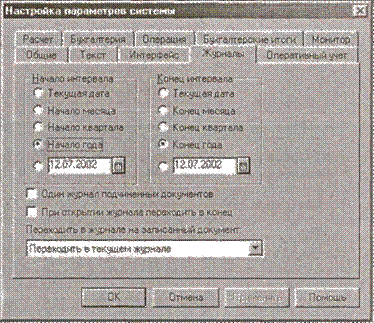 Настройка параметров системы
Расчет Бухгалтерия Операция Бухгалтерские итоги Монитор
Общие Текст Интерфейс Журналы Оперативный учет
Начало интервала Конец интервала
Текущая дата Текущая дата
Начало месяца Конец месяца
Начало квартала Конец квартала
Начало года Конец года
12.07.2002 12.07.2002
Один журнал подчиненных документов
При открытии журнала переходить в конец
Переходить в журнале на записанный документ:
Переходить в текущем журнале
OK Отмена Применить Помощь